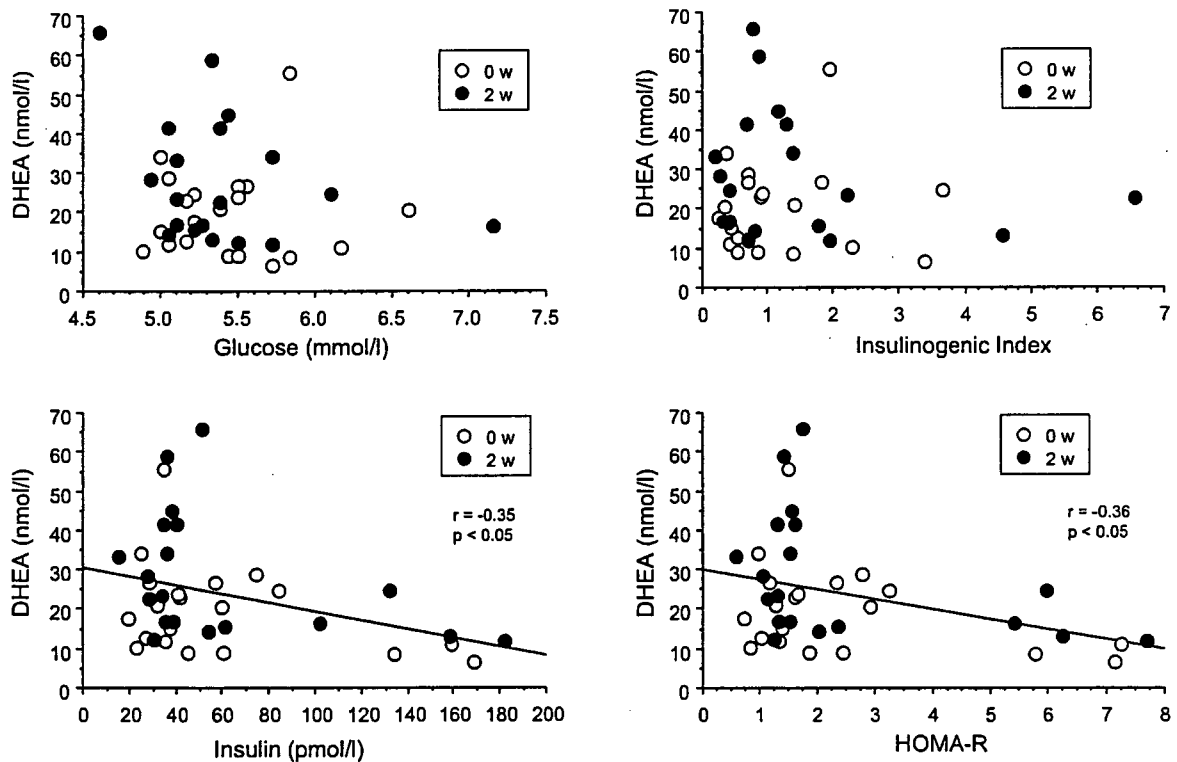 70
60
50
40
30
20
10
0
DHEA (nmol/l)
0 w
2 w
4.5 5.0 5.5 6.0 6.5 7.0 7.5
Glucose (mmol/l)
70
60
50
40
30
20
10
0
DHEA (nmol/l)
0 w
2 w
0 1 2 3 4 5 6 7
Insulinogenic Index
70
60
50
40
30
20
10
0
DHEA (nmol/l)
0 w
2 w
r = -0.35
p < 0.05
0 20 40 60 80 100 120 140 160 180 200
Insulin (pmol/l)
70
60
50
40
30
20
10
0
DHEA (nmol/l)
0 w
2 w
r = -0.36
p < 0.05
0 1 2 3 4 5 6 7 8
HOMA-R